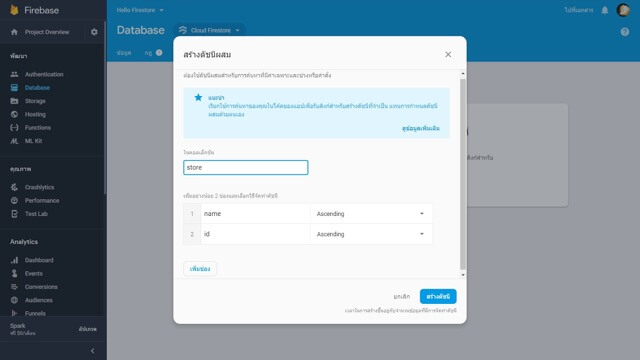 Firebase
Hello Firestore
ไปที่เอกสาร
Project Overview
Database
Cloud Firestore
ข้อมูล
กฎ
พัฒนา
Authentication
Database
Storage
Hosting
Functions
ML Kit
คุณภาพ
Crashlytics
Performance
Test Lab
Analytics
Dashboard
Events
Conversions
Audiences
Funnels
Spark
ฟรี $0/เดือน
อัปเกรด
สร้างดัชนีผสม
แนะนำ
ดูข้อมูลเพิ่มเติม
ไอดีคอลเล็กชัน
store
1
name
Ascending
2
id
Ascending
เพิ่มช่อง
ยกเลิก
สร้างดัชนี